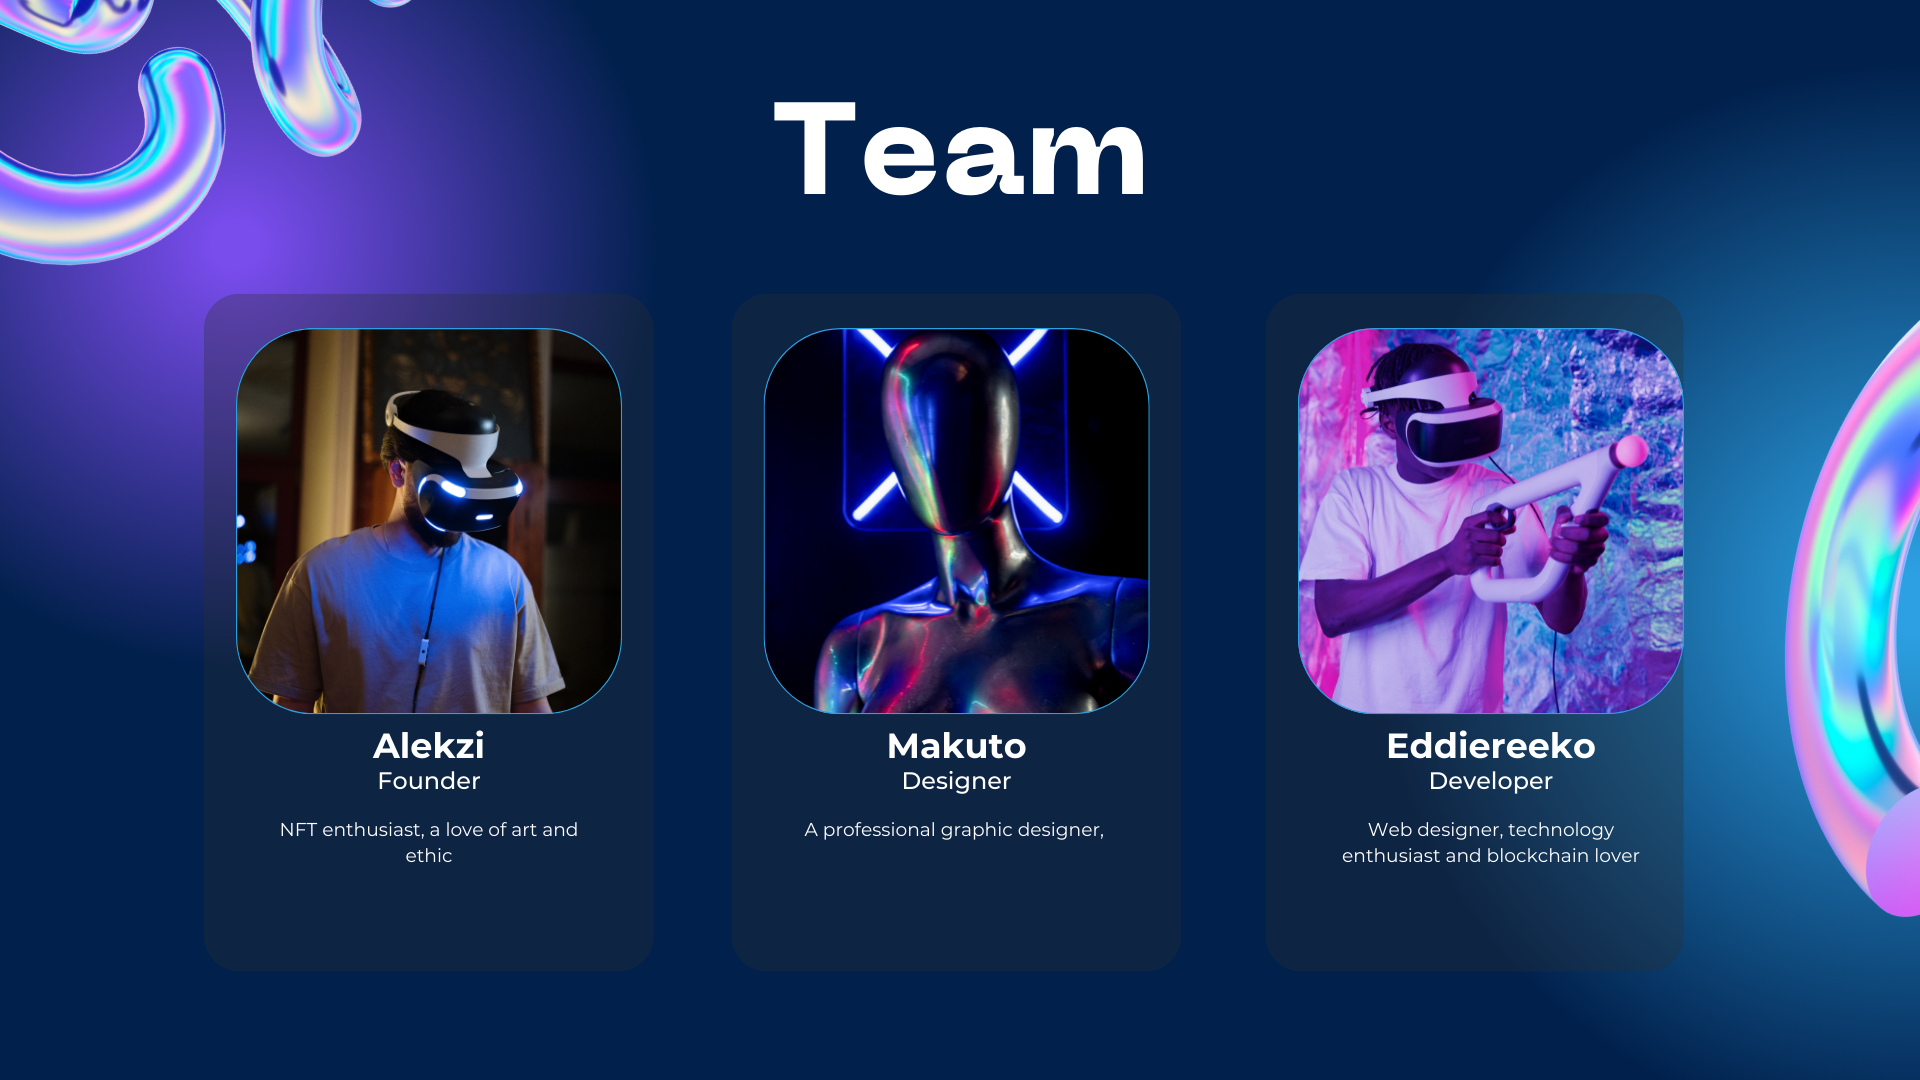 Team
Alekzi
Founder
NFT enthusiast, a love of art and
ethic
Makuto
Designer
A professional graphic designer,
Eddiereeko
Developer
Web designer, technology
enthusiast and blockchain lover